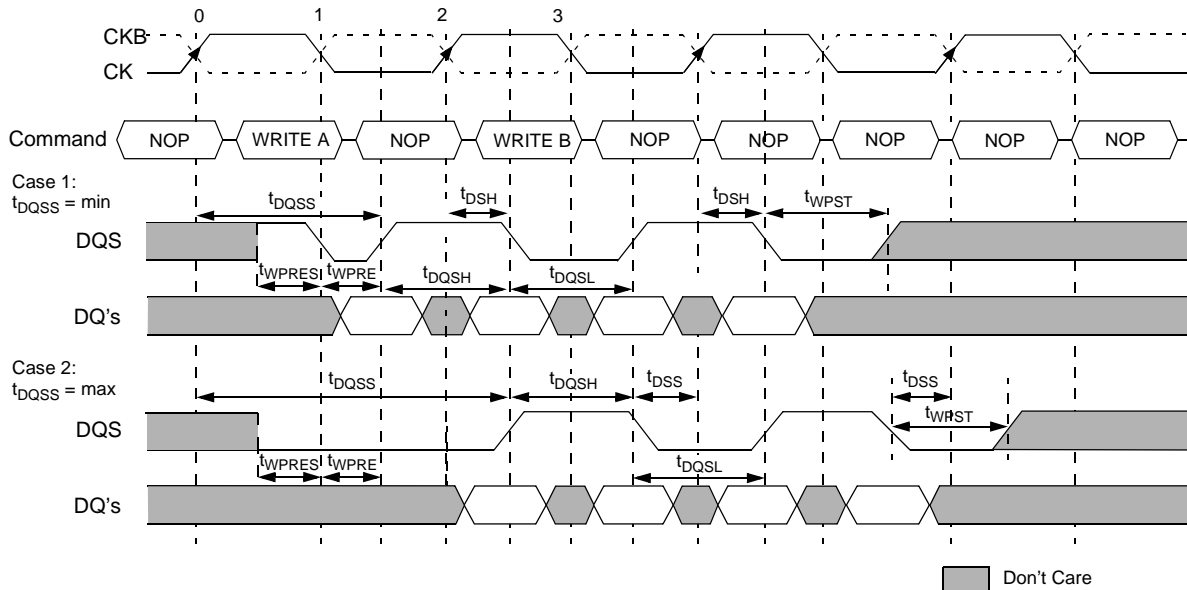 0 1 2 3
CKB
CK
Command NOP WRITE A NOP WRITE B NOP NOP NOP NOP NOP
Case 1:
tDQSS = min
tDQSS tDSH tDSH tWPST
DQS
tWPRES tWPRE tDQSH tDQSL
DQ's
Case 2:
tDQSS = max
tDQSS tDQSH tDSS tDSS
tWPST
DQS
tWPRES tWPRE tDQSL
DQ's
Don't Care